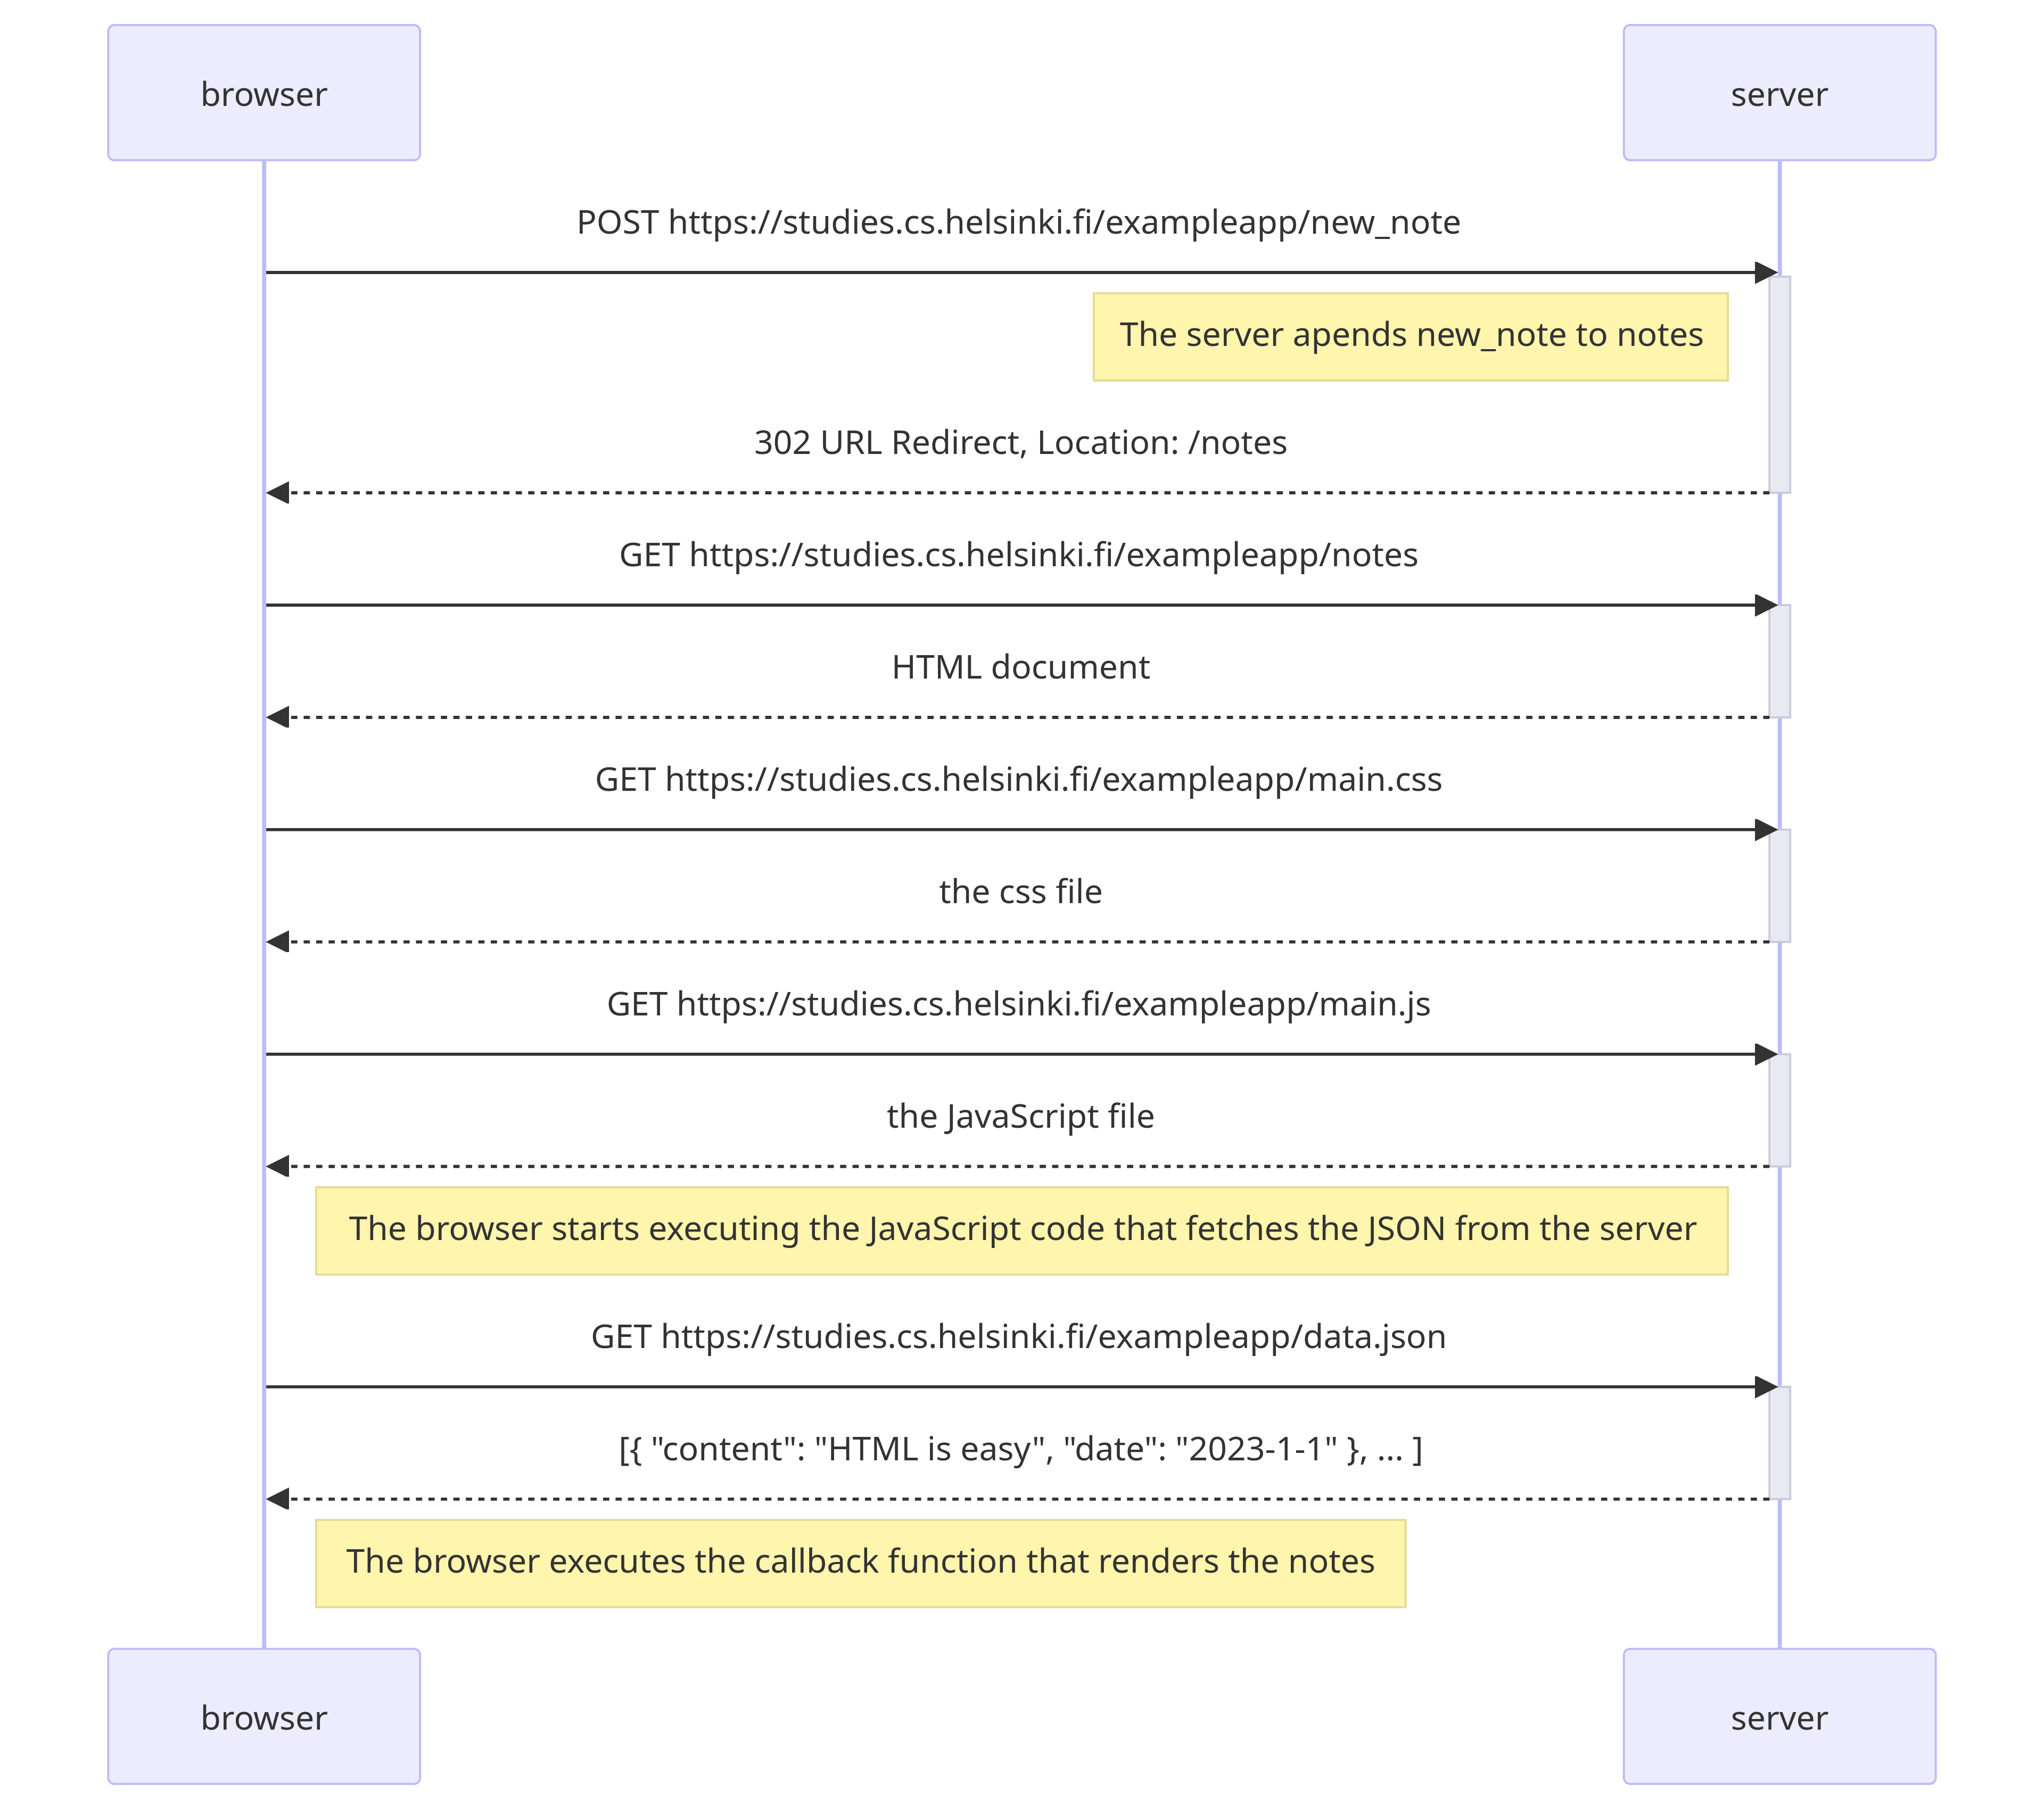 browser
server
POST https://studies.cs.helsinki.fi/exampleapp/new_note
The server apends new_note to notes
302 URL Redirect, Location: /notes
GET https://studies.cs.helsinki.fi/exampleapp/notes
HTML document
GET https://studies.cs.helsinki.fi/exampleapp/main.css
the css file
GET https://studies.cs.helsinki.fi/exampleapp/main.js
the JavaScript file
The browser starts executing the JavaScript code that fetches the JSON from the server
GET https://studies.cs.helsinki.fi/exampleapp/data.json
[{ "content": "HTML is easy", "date": "2023-1-1" }, ... ]
The browser executes the callback function that renders the notes
browser
server